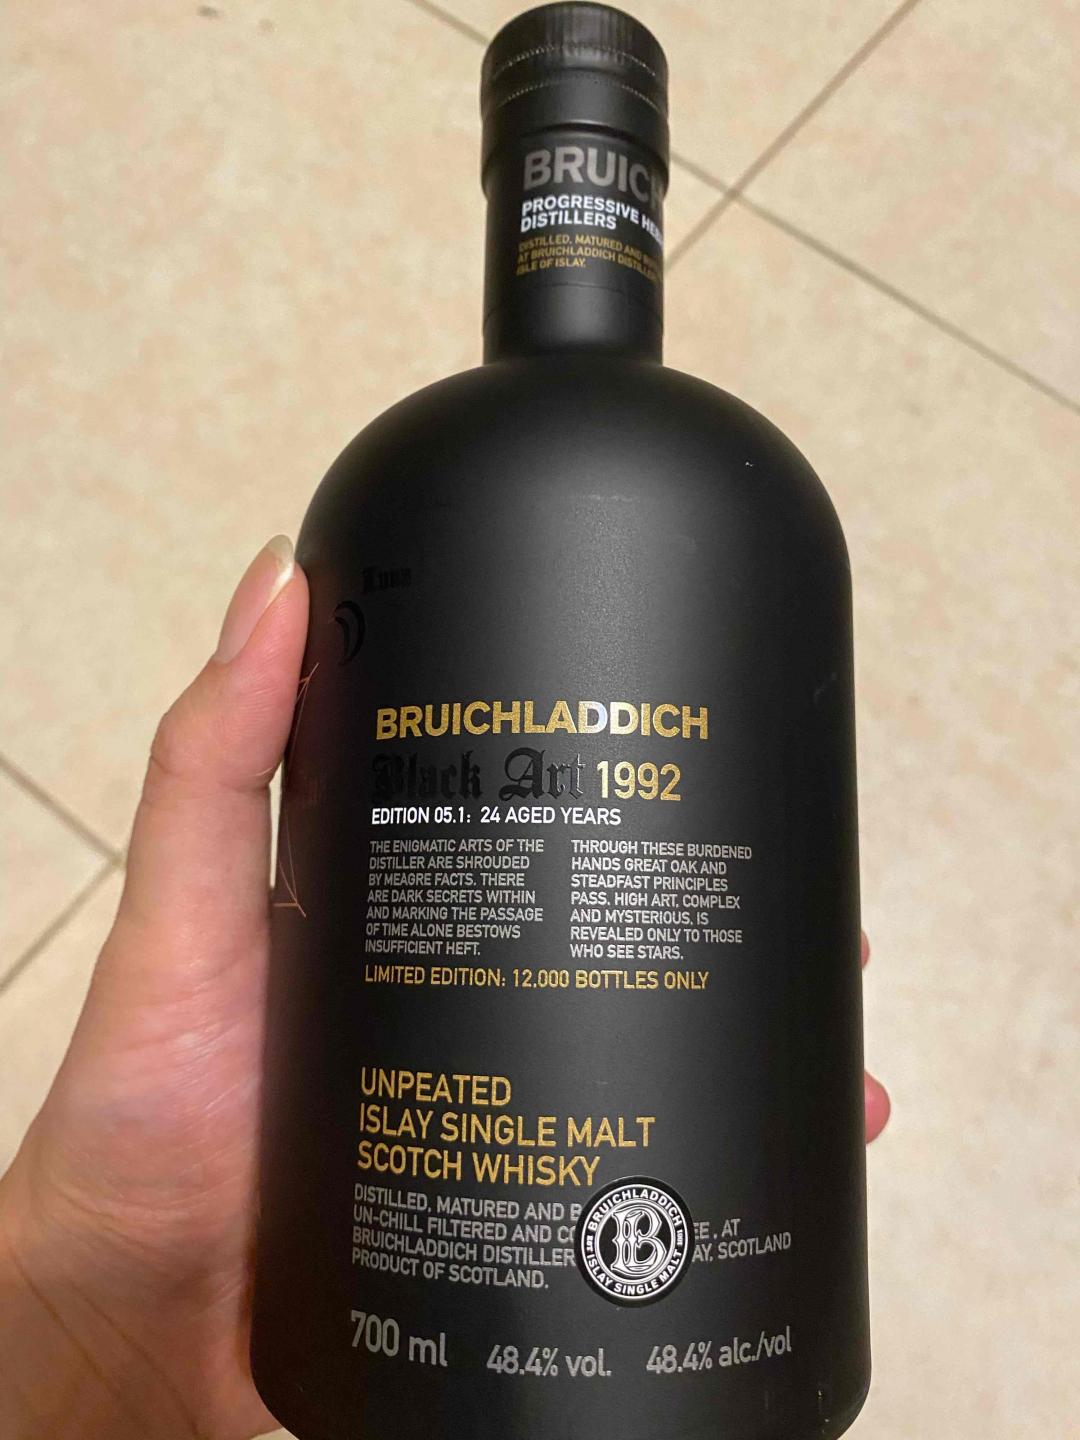 BRUICH
PROGRESSIVE HEB
DISTILLERS
DISTILLED, MATURED AND
AT BRUICHLADDICH DISTILLERY
ISLE OF ISLAY.
Luna
BRUICHLADDICH
Black Art 1992
EDITION 05.1: 24 AGED YEARS
THE ENIGMATIC ARTS OF THE
DISTILLER ARE SHROUDED
BY MEAGRE FACTS. THERE
ARE DARK SECRETS WITHIN
AND MARKING THE PASSAGE
OF TIME ALONE BESTOWS
INSUFFICIENT HEFT.
THROUGH THESE BURDENED
HANDS GREAT OAK AND
STEADFAST PRINCIPLES
PASS. HIGH ART, COMPLEX
AND MYSTERIOUS, IS
REVEALED ONLY TO THOSE
WHO SEE STARS.
LIMITED EDITION: 12,000 BOTTLES ONLY
UNPEATED
ISLAY SINGLE MALT
SCOTCH WHISKY
DISTILLED, MATURED AND B
UN-CHILL FILTERED AND CO EE, AT
BRUICHLADDICH DISTILLER AY, SCOTLAND
PRODUCT OF SCOTLAND.
BRUICHLADDICH
B
EST 1881
ISLAY SINGLE MALT
700 ml 48.4% vol. 48.4% alc./vol